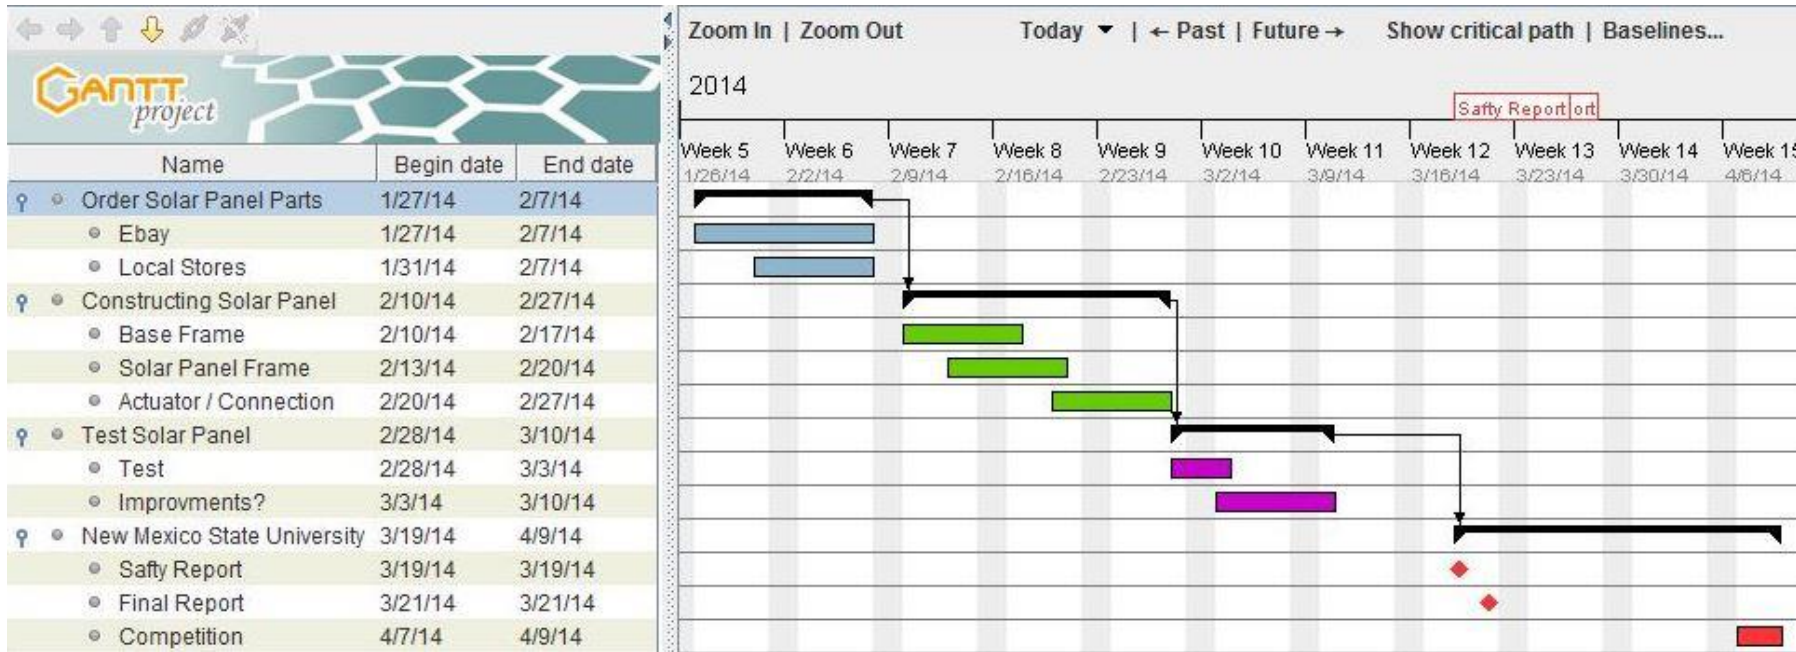 Zoom In | Zoom Out Today ▼ | ← Past | Future → Show critical path | Baselines...
GANTT
project
2014
Safty Report ort
Name Begin date End date
Week 5 Week 6 Week 7 Week 8 Week 9 Week 10 Week 11 Week 12 Week 13 Week 14 Week 15
1/26/14 2/2/14 2/9/14 2/16/14 2/23/14 3/2/14 3/9/14 3/16/14 3/23/14 3/30/14 4/6/14
Order Solar Panel Parts 1/27/14 2/7/14
Ebay 1/27/14 2/7/14
Local Stores 1/31/14 2/7/14
Constructing Solar Panel 2/10/14 2/27/14
Base Frame 2/10/14 2/17/14
Solar Panel Frame 2/13/14 2/20/14
Actuator / Connection 2/20/14 2/27/14
Test Solar Panel 2/28/14 3/10/14
Test 2/28/14 3/3/14
Improvments? 3/3/14 3/10/14
New Mexico State University 3/19/14 4/9/14
Safty Report 3/19/14 3/19/14
Final Report 3/21/14 3/21/14
Competition 4/7/14 4/9/14